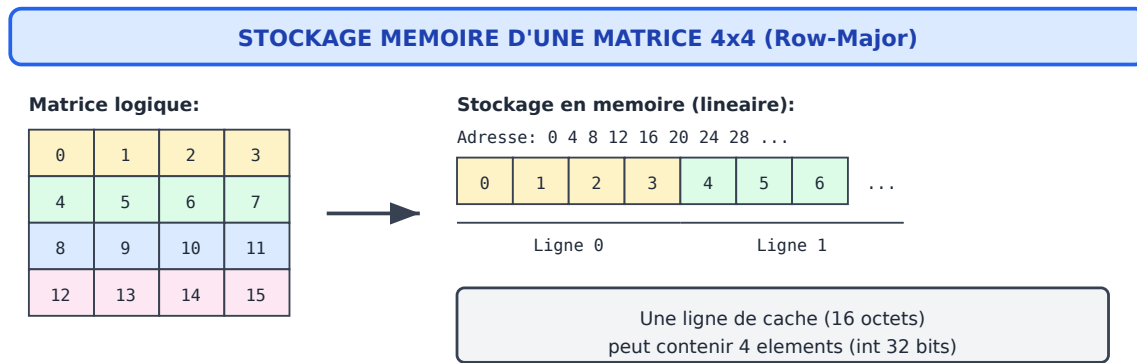 STOCKAGE MEMOIRE D'UNE MATRICE 4x4 (Row-Major)
Matrice logique:
0 1 2 3
4 5 6 7
8 9 10 11
12 13 14 15
Stockage en memoire (lineaire):
Adresse: 0 4 8 12 16 20 24 28 ...
0 1 2 3 4 5 6 ...
Ligne 0 Ligne 1
Une ligne de cache (16 octets)
peut contenir 4 elements (int 32 bits)